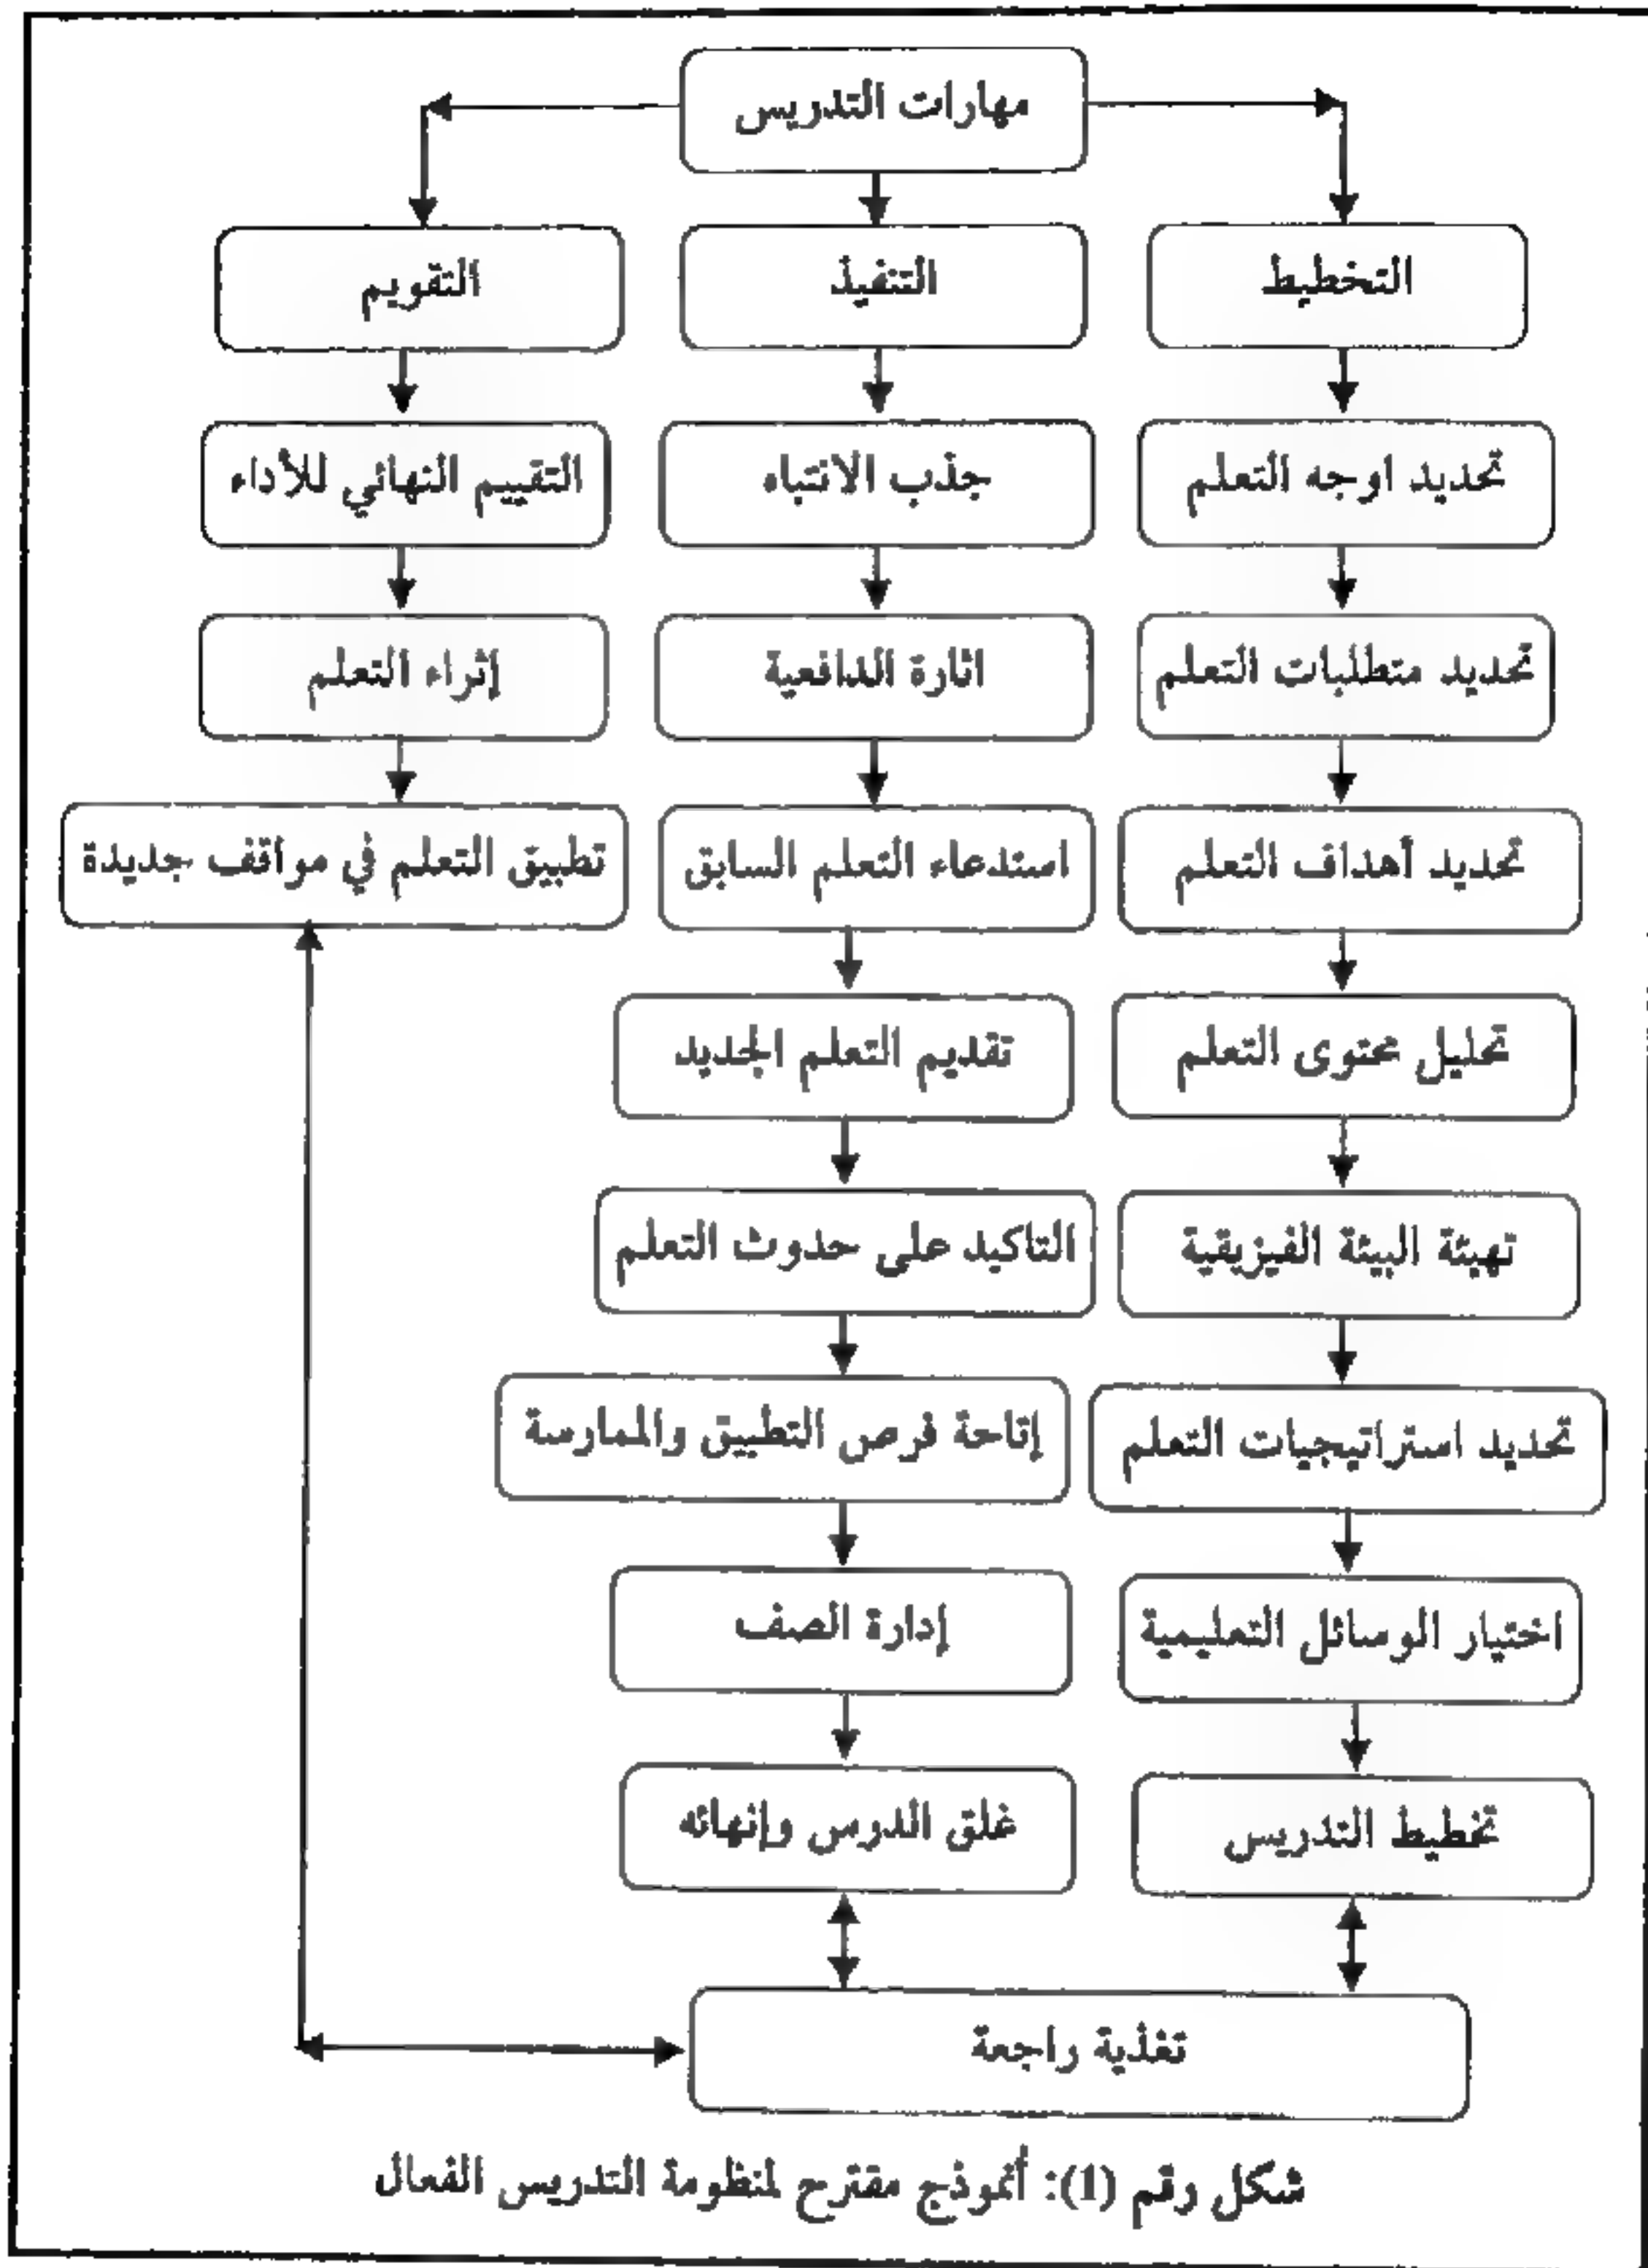 مهارات التدريس
التخطيط
التنفيذ
التقويم
تحديد اوجه التعلم
جذب الانتباه
التقييم النهائي للأداء
تحديد متطلبات التعلم
اثارة الدافعية
إثراء التعلم
تحديد أهداف التعلم
استدعاء التعلم السابق
تطبيق التعلم في مواقف جديدة
تحليل محتوى التعلم
تقديم التعلم الجديد
تهيئة البيئة الفيزيقية
التاكيد على حدوث التعلم
تحديد استراتيجيات التعلم
إتاحة فرص التطبيق والممارسة
اختيار الوسائل التعليمية
إدارة الصف
تخطيط التدريس
غلق الدرس وإنهائه
تغذية راجعة
شكل رقم (1): أنموذج مقترح لمنظومة التدريس الفعال